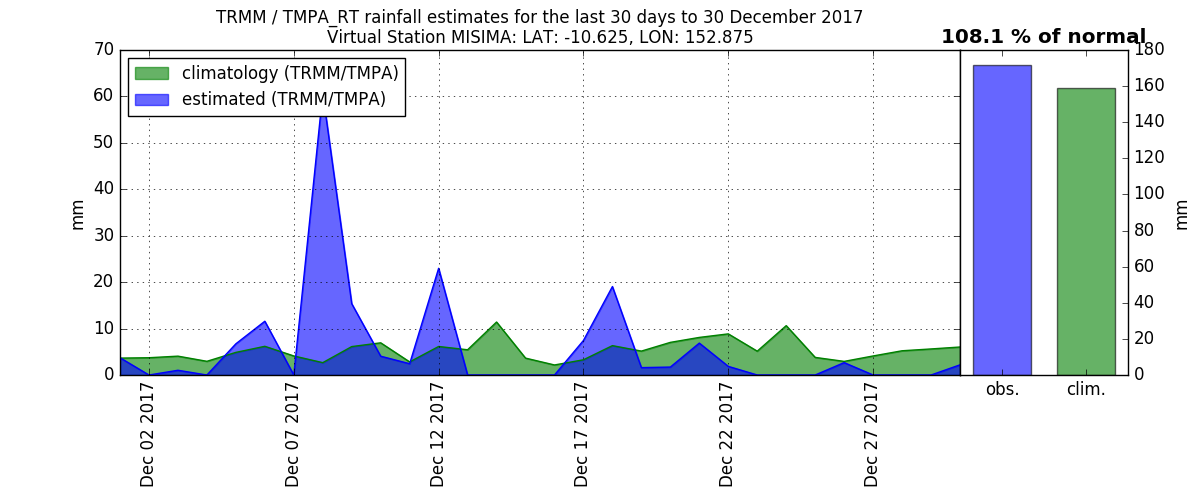 TRMM / TMPA_RT rainfall estimates for the last 30 days to 30 December 2017
Virtual Station MISIMA: LAT: -10.625, LON: 152.875
108.1 % of normal
climatology (TRMM/TMPA)
estimated (TRMM/TMPA)
70
60
50
40
30
20
10
0
mm
Dec 02 2017
Dec 07 2017
Dec 12 2017
Dec 17 2017
Dec 22 2017
Dec 27 2017
180
160
140
120
100
80
60
40
20
0
mm
obs.
clim.